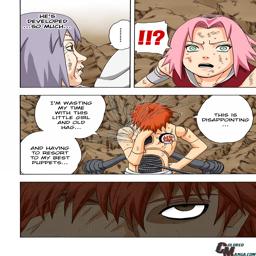 HE'S
DEVELOPED
...SO MUCH...
..........
!!?
I'M WASTING
MY TIME
WITH THIS
LITTLE GIRL
AND OLD
HAG...
THIS IS
DISAPPOINTING
...
AND HAVING
TO RESORT
TO MY BEST
PUPPETS...
COLORED
MANGA.COM